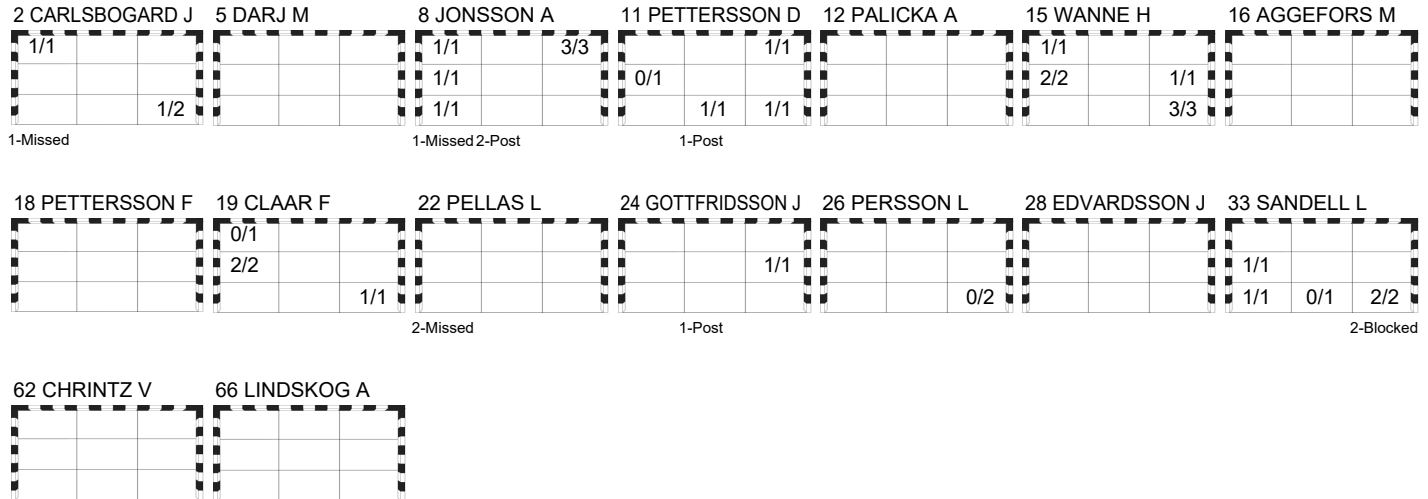 2 CARLSBOGARD J 5 DARJ M 8 JONSSON A 11 PETTERSSON D 12 PALICKA A 15 WANNE H 16 AGGEFORS M
1/1 1/1 3/3 1/1 1/1
1/1 0/1 2/2 1/1
1/2 1/1 1/1 1/1 3/3
1-Missed 1-Missed 2-Post 1-Post
18 PETTERSSON F 19 CLAAR F 22 PELLAS L 24 GOTTFRIDSSON J 26 PERSSON L 28 EDVARDSSON J 33 SANDELL L
0/1
2/2 1/1 1/1
1/1 0/2 1/1 0/1 2/2
2-Missed 1-Post 2-Blocked
62 CHRINTZ V 66 LINDSKOG A